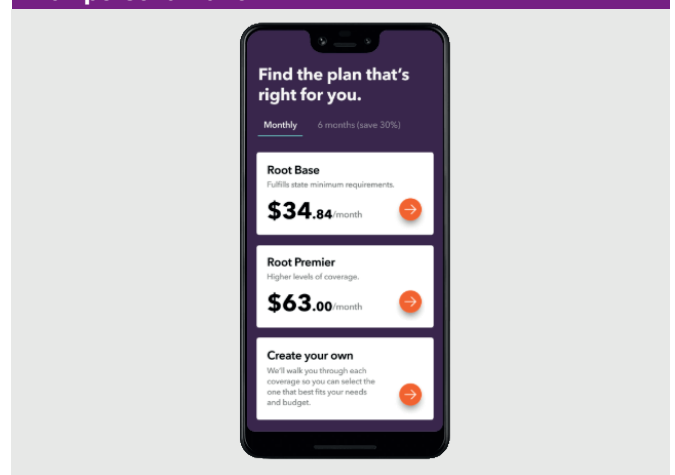 Find the plan that's
right for you.
Monthly 6 months (save 30%)
Root Base
Fulfills state minimum requirements.
$34.84/month
Root Premier
Higher levels of coverage.
$63.00/month
Create your own
We'll walk you through each
coverage so you can select the
one that best fits your needs
and budget.